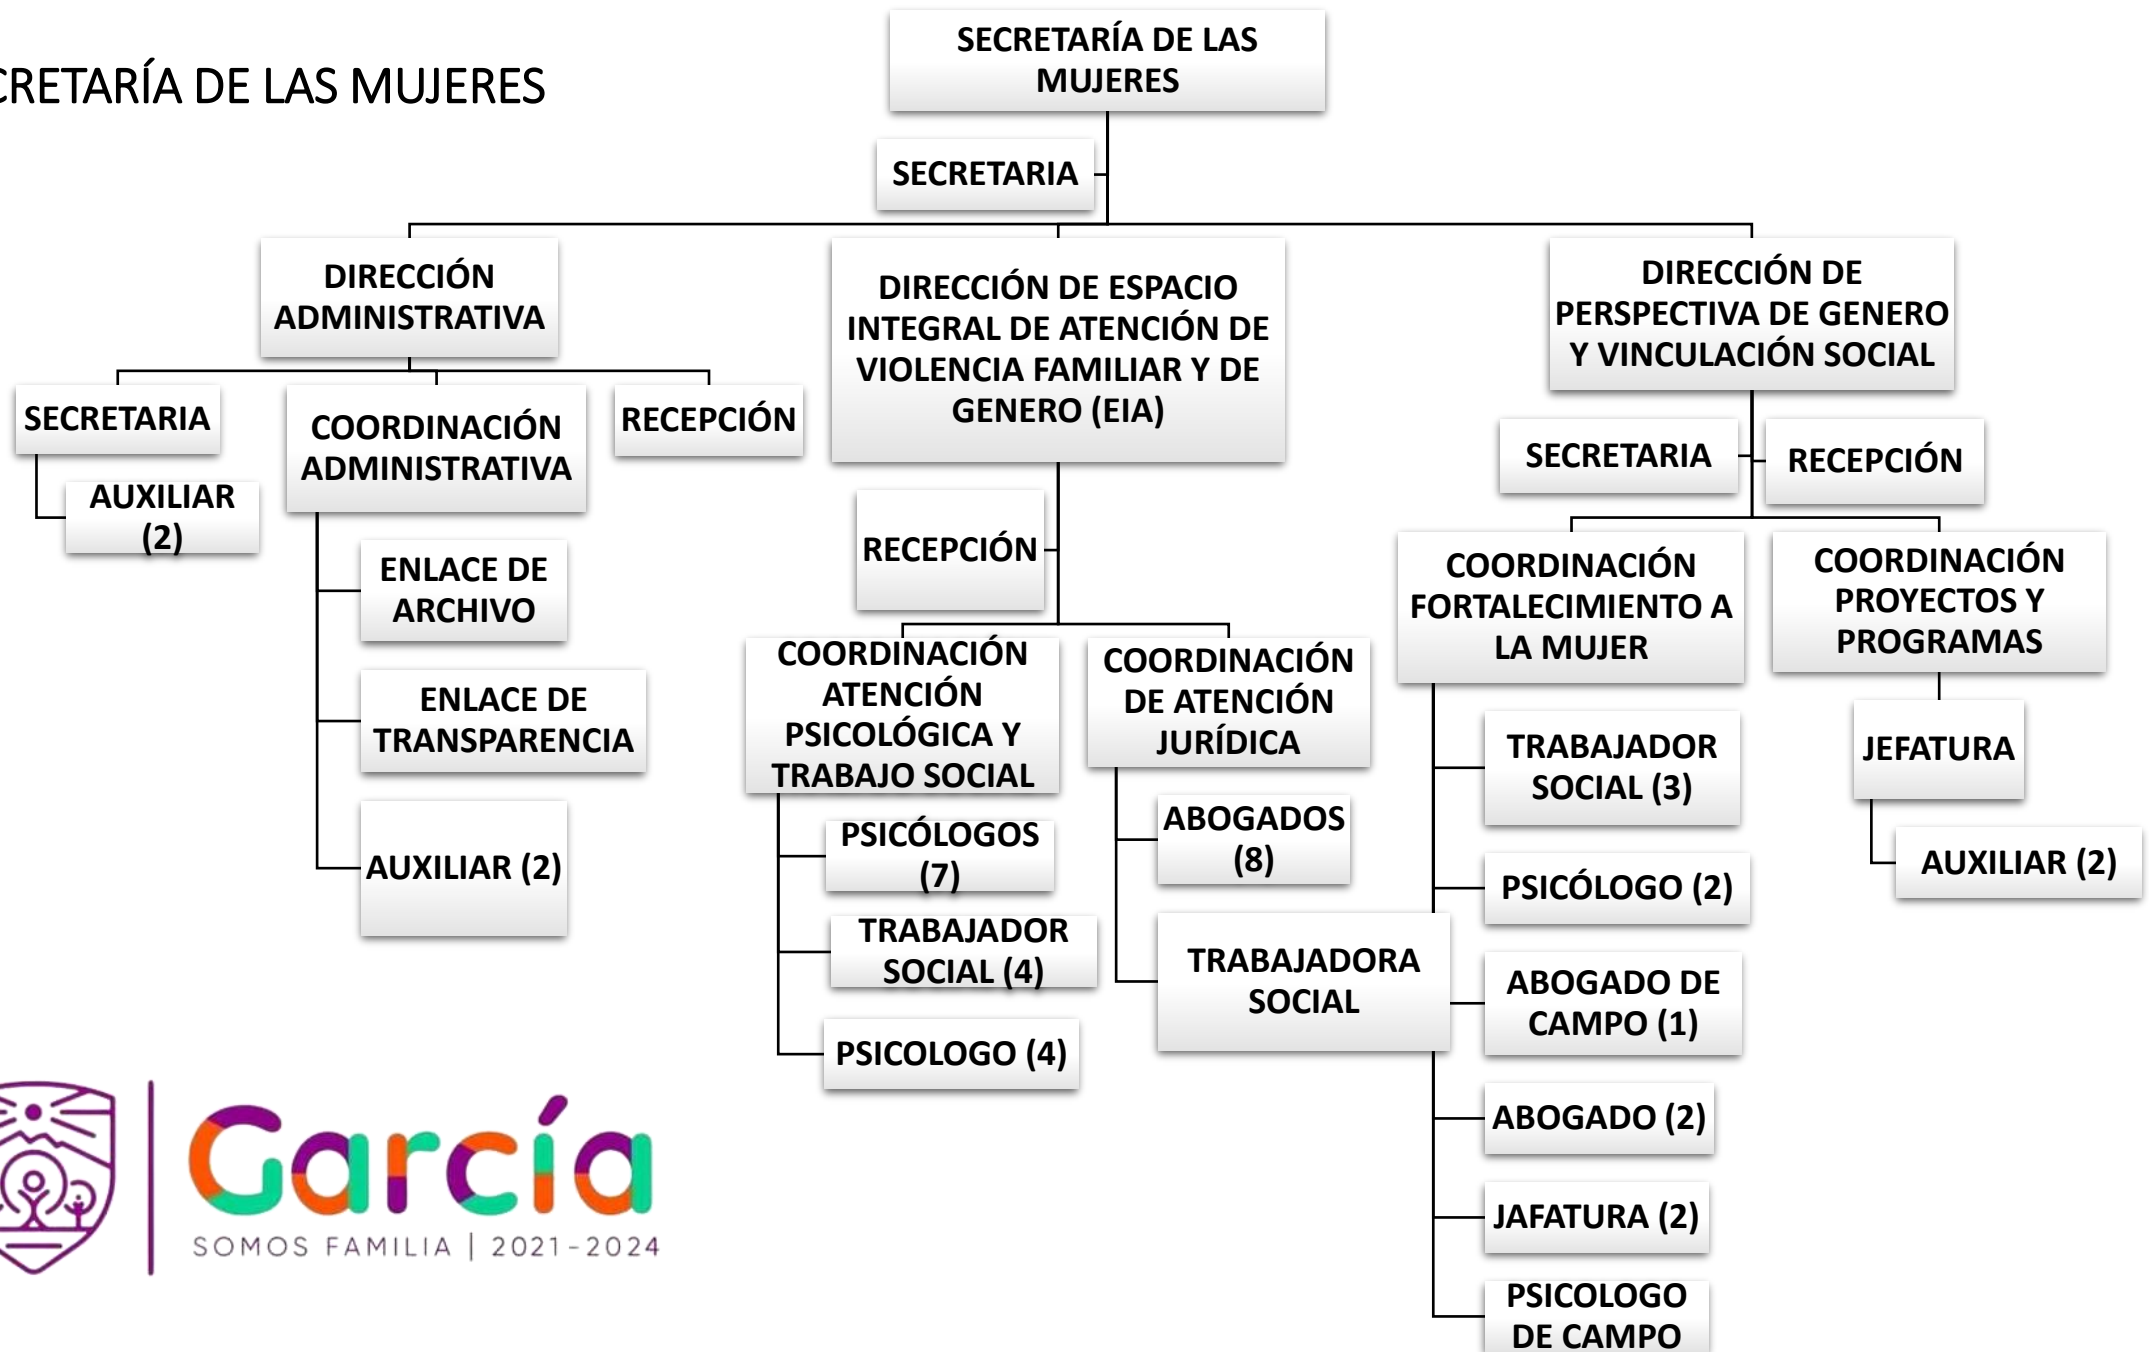 CRETARÍA DE LAS MUJERES
SECRETARÍA DE LAS
MUJERES
SECRETARIA
DIRECCIÓN
ADMINISTRATIVA
SECRETARIA
AUXILIAR
(2)
COORDINACIÓN
ADMINISTRATIVA
ENLACE DE
ARCHIVO
ENLACE DE
TRANSPARENCIA
AUXILIAR (2)
RECEPCIÓN
DIRECCIÓN DE ESPACIO
INTEGRAL DE ATENCIÓN DE
VIOLENCIA FAMILIAR Y DE
GENERO (EIA)
RECEPCIÓN
COORDINACIÓN
ATENCIÓN
PSICOLÓGICA Y
TRABAJO SOCIAL
PSICÓLOGOS
(7)
TRABAJADOR
SOCIAL (4)
PSICOLOGO (4)
COORDINACIÓN
DE ATENCIÓN
JURÍDICA
ABOGADOS
(8)
TRABAJADORA
SOCIAL
DIRECCIÓN DE
PERSPECTIVA DE GENERO
Y VINCULACIÓN SOCIAL
SECRETARIA
RECEPCIÓN
COORDINACIÓN
FORTALECIMIENTO A
LA MUJER
TRABAJADOR
SOCIAL (3)
PSICÓLOGO (2)
ABOGADO DE
CAMPO (1)
ABOGADO (2)
JAFATURA (2)
PSICOLOGO
DE CAMPO
COORDINACIÓN
PROYECTOS Y
PROGRAMAS
JEFATURA
AUXILIAR (2)
García
SOMOS FAMILIA | 2021-2024